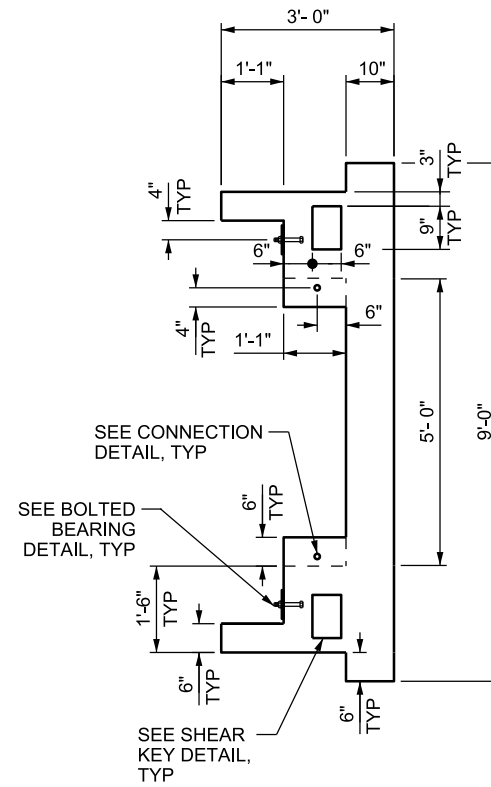 3'- 0"
1'-1"
10"
3"
TYP
4"
TYP
9"
TYP
6"
6"
4"
TYP
6"
1'-1"
5'- 0"
9'-0"
SEE CONNECTION
DETAIL, TYP
6"
TYP
SEE BOLTED
BEARING
DETAIL, TYP
1'-6"
TYP
6"
TYP
6"
TYP
SEE SHEAR
KEY DETAIL,
TYP